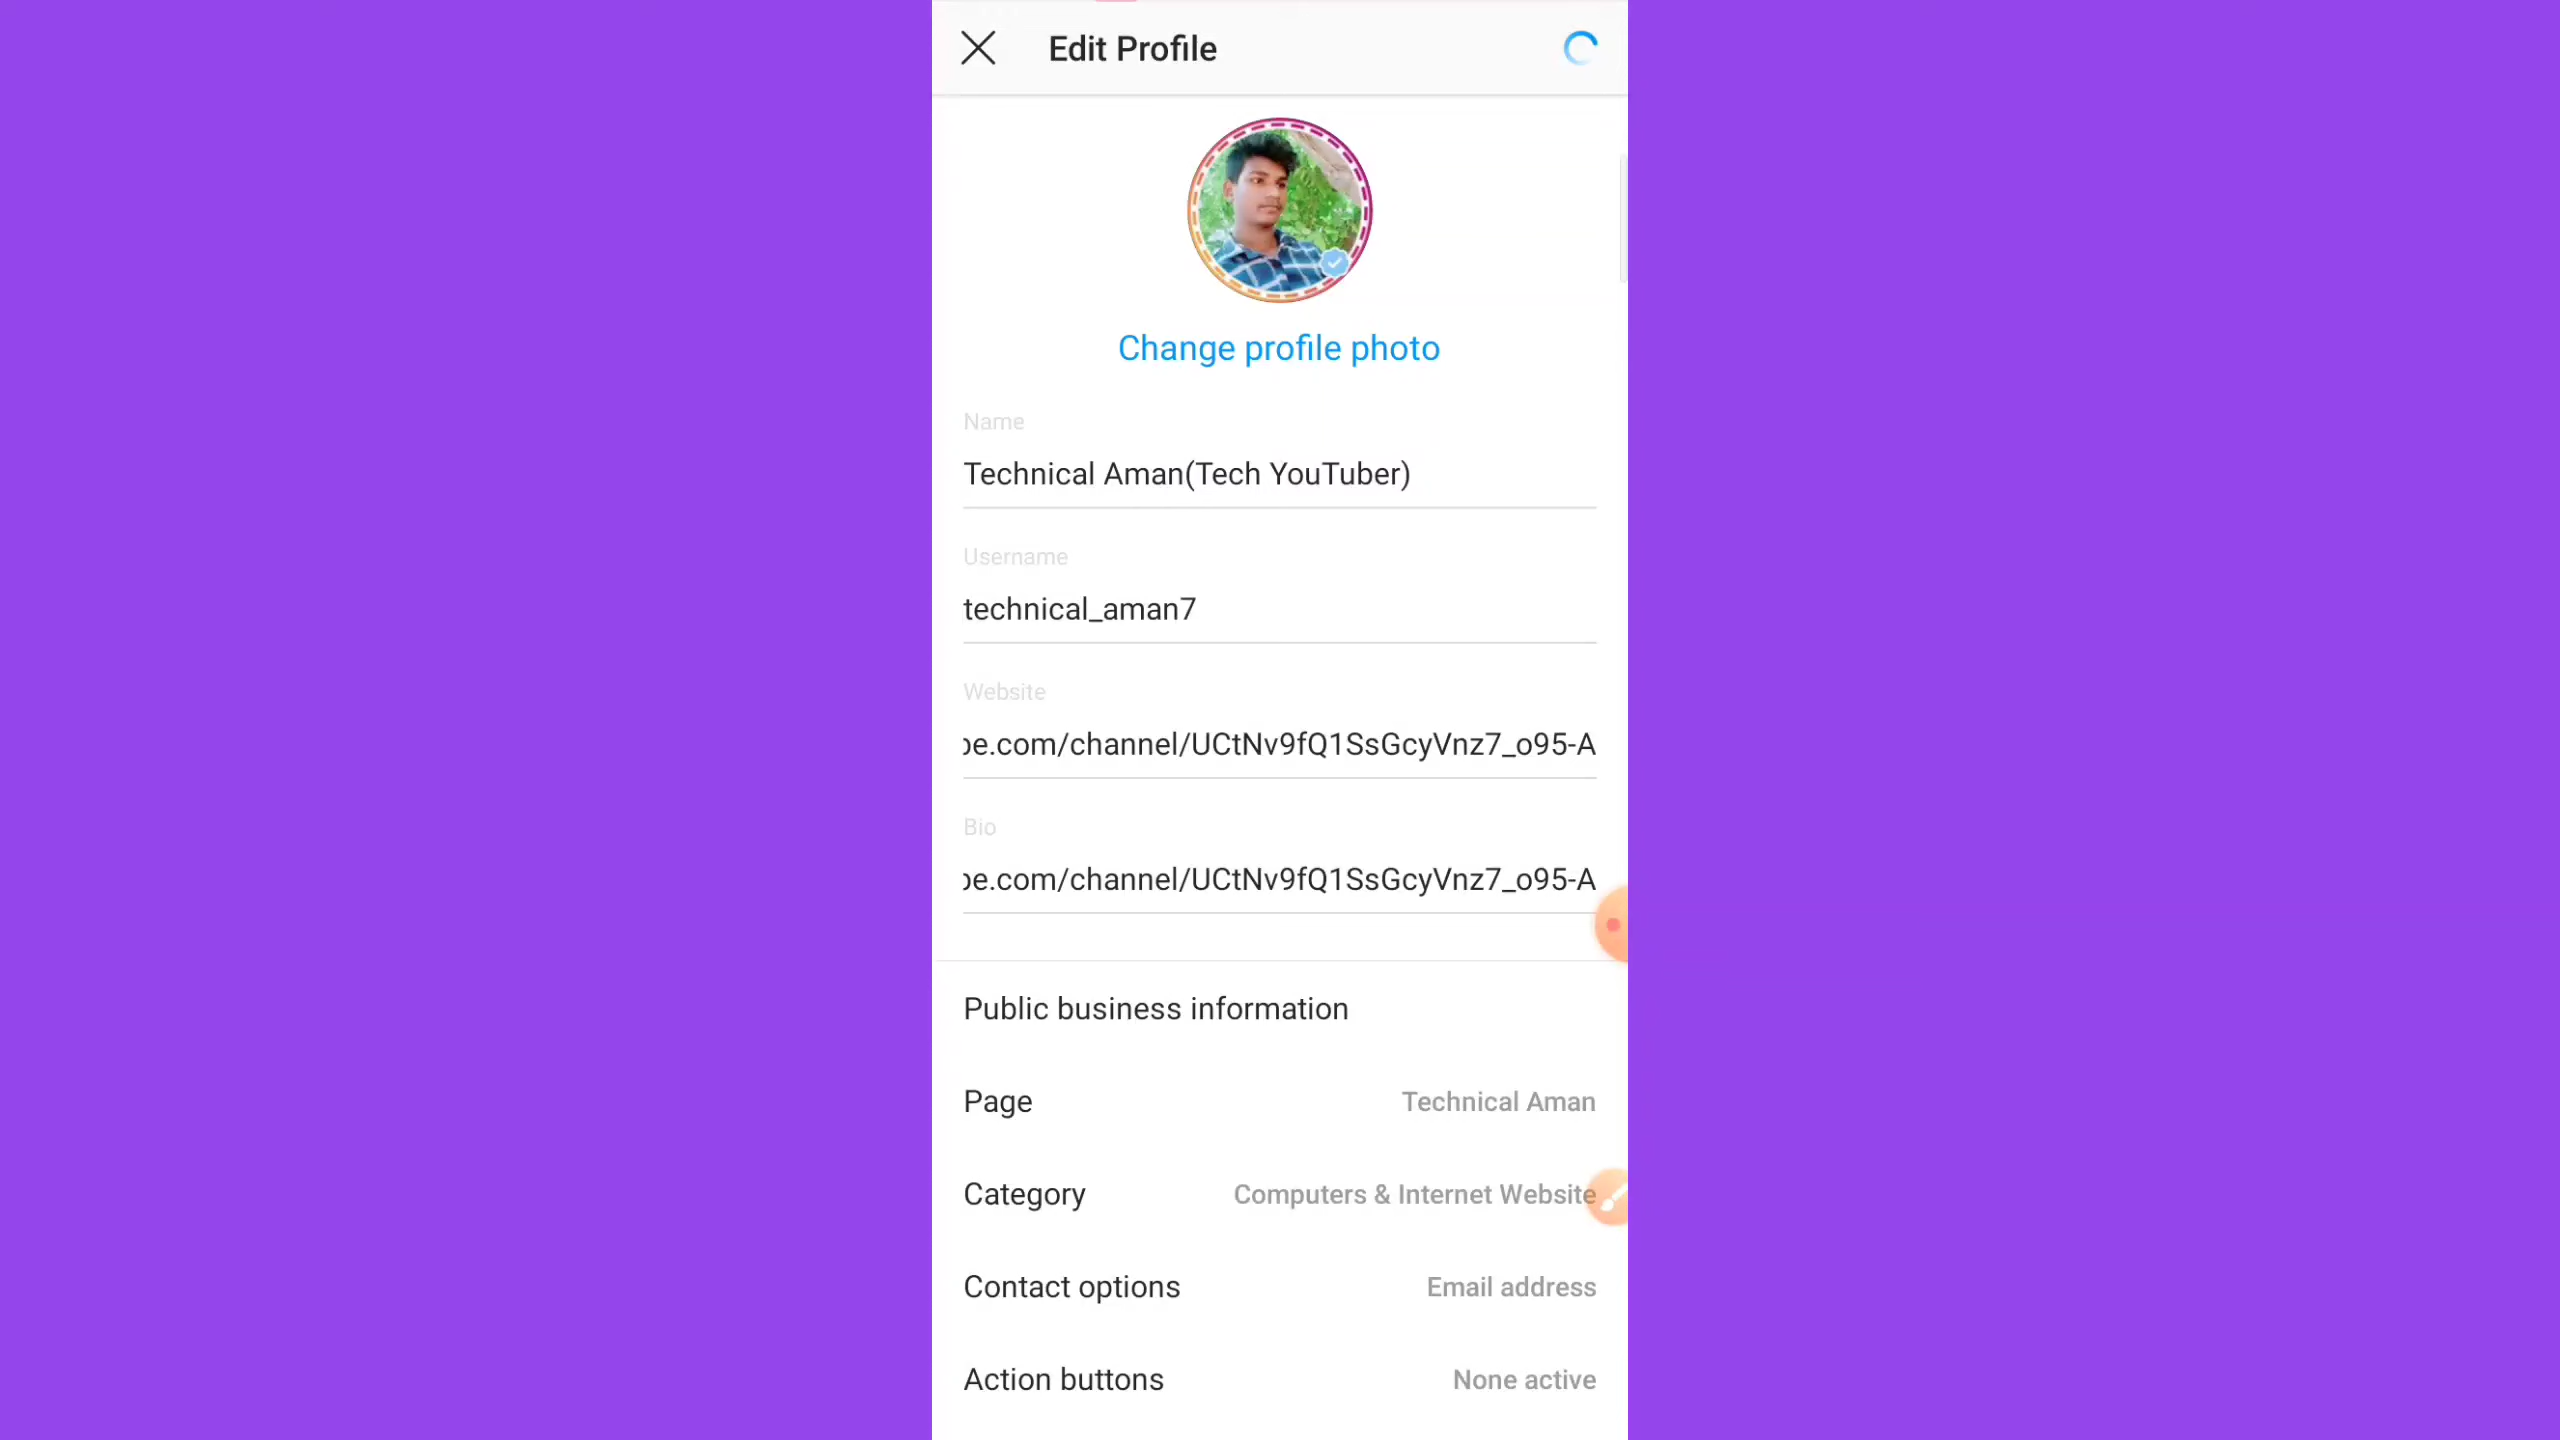 Edit Profile
Change profile photo
Name
Technical Aman(Tech YouTuber)
Username
technical_aman7
Website
be.com/channel/UCtNv9fQ1SsGcyVnz7_o95-A
Bio
be.com/channel/UCtNv9fQ1SsGcyVnz7_o95-A
Public business information
Page Technical Aman
Category Computers & Internet Website
Contact options Email address
Action buttons None active